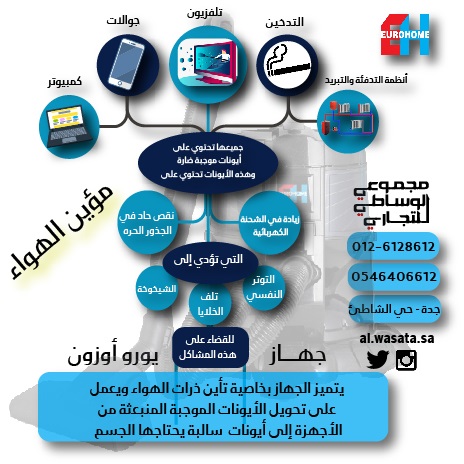 EUROHOME
التدخين
تلفزيون
جوالات
أنظمة التدفئة والتبريد
كمبيوتر
جميعها تحتوي على
أيونات موجبة ضارة
وهذه الأيونات تحتوي على
مؤين الهواء
زيادة في الشحنة
الكهربائية
نقص حاد في
الجذور الحره
التي تؤدي إلى
التوتر
النفسي
تلف
الخلايا
الشيخوخة
للقضاء على
هذه المشاكل
مجموعة
الوساطي
التجاري
012-6128612
0546406612
جدة - حي الشاطئ
al.wasata.sa
جهـــاز يورو أوزون
يتميز الجهاز بخاصية تأين ذرات الهواء ويعمل
على تحويل الأيونات الموجبة المنبعثة من
الأجهزة إلى أيونات سالبة يحتاجها الجسم